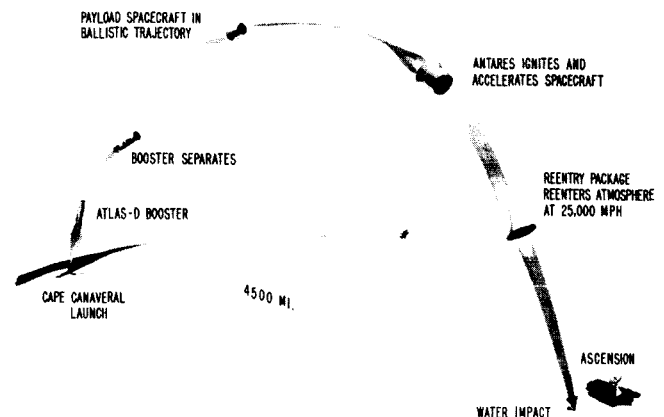 PAYLOAD SPACECRAFT IN
BALLISTIC TRAJECTORY
ANTARES IGNITES AND
ACCELERATES SPACECRAFT
BOOSTER SEPARATES
REENTRY PACKAGE
REENTERS ATMOSPHERE
AT 25,000 MPH
ATLAS-D BOOSTER
CAPE CANAVERAL
LAUNCH
4500 MI.
ASCENSION
WATER IMPACT